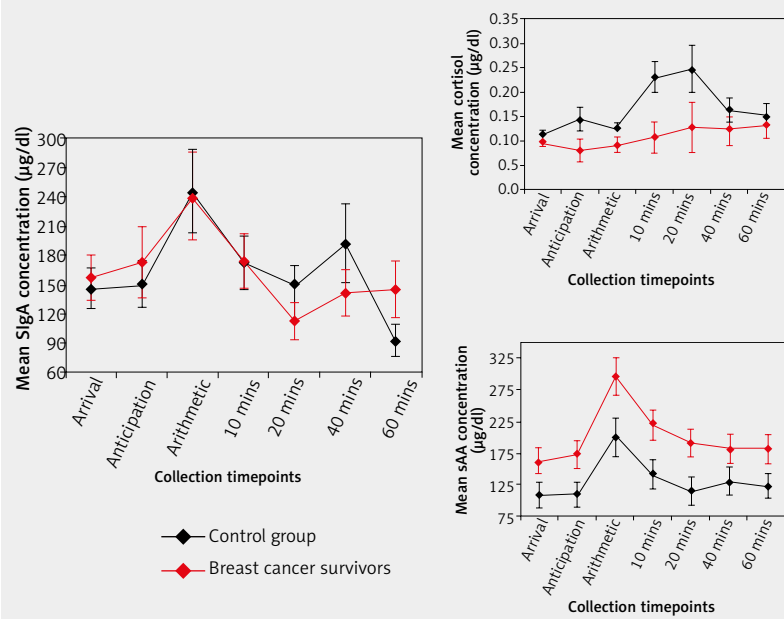 Mean SIgA concentration (µg/dl)
300
270
240
210
180
150
120
90
60
Arrival
Anticipation
Arithmetic
10 mins
20 mins
40 mins
60 mins
Collection timepoints
Control group
Breast cancer survivors
Mean cortisol
concentration (µg/dl)
0.35
0.30
0.25
0.20
0.15
0.10
0.5
0.0
Arrival
Anticipation
Arithmetic
10 mins
20 mins
40 mins
60 mins
Collection timepoints
Mean sAA concentration
(µg/dl)
325
275
225
175
125
75
Arrival
Anticipation
Arithmetic
10 mins
20 mins
40 mins
60 mins
Collection timepoints